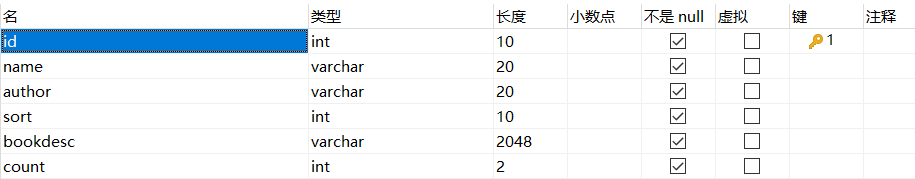 名 类型 长度 小数点 不是 null 虚拟 键 注释
id int 10 1
name varchar 20
author varchar 20
sort int 10
bookdesc varchar 2048
count int 2